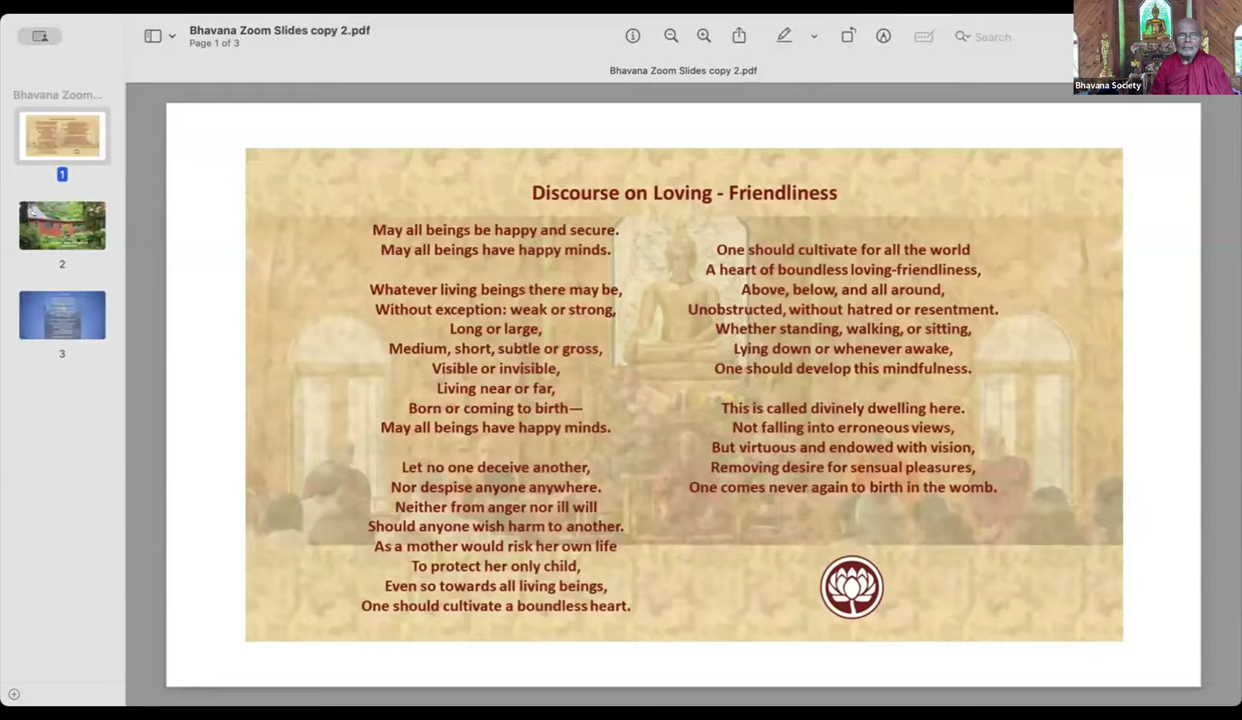 Bhavana Zoom Slides copy 2.pdf
Page 1 of 3
Search
Bhavana Zoom Slides copy 2.pdf
Bhavana Society
Bhavana Zoom...
1
2
3
Discourse on Loving - Friendliness
May all beings be happy and secure.
May all beings have happy minds.
Whatever living beings there may be,
Without exception: weak or strong,
Long or large,
Medium, short, subtle or gross,
Visible or invisible,
Living near or far,
Born or coming to birth—
May all beings have happy minds.
Let no one deceive another,
Nor despise anyone anywhere.
Neither from anger nor ill will
Should anyone wish harm to another.
As a mother would risk her own life
To protect her only child,
Even so towards all living beings,
One should cultivate a boundless heart.
One should cultivate for all the world
A heart of boundless loving-friendliness,
Above, below, and all around,
Unobstructed, without hatred or resentment.
Whether standing, walking, or sitting,
Lying down or whenever awake,
One should develop this mindfulness.
This is called divinely dwelling here.
Not falling into erroneous views,
But virtuous and endowed with vision,
Removing desire for sensual pleasures,
One comes never again to birth in the womb.